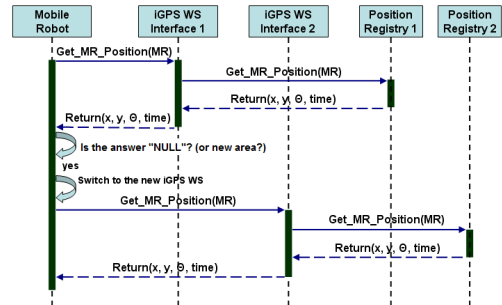 Mobile
Robot
iGPS WS
Interface 1
iGPS WS
Interface 2
Position
Registry 1
Position
Registry 2
Get_MR_Position(MR)
Get_MR_Position(MR)
Return(x, y, Θ, time)
Return(x, y, Θ, time)
Is the answer "NULL"? (or new area?)
yes
Switch to the new iGPS WS
Get_MR_Position(MR)
Get_MR_Position(MR)
Return(x, y, Θ, time)
Return(x, y, Θ, time)